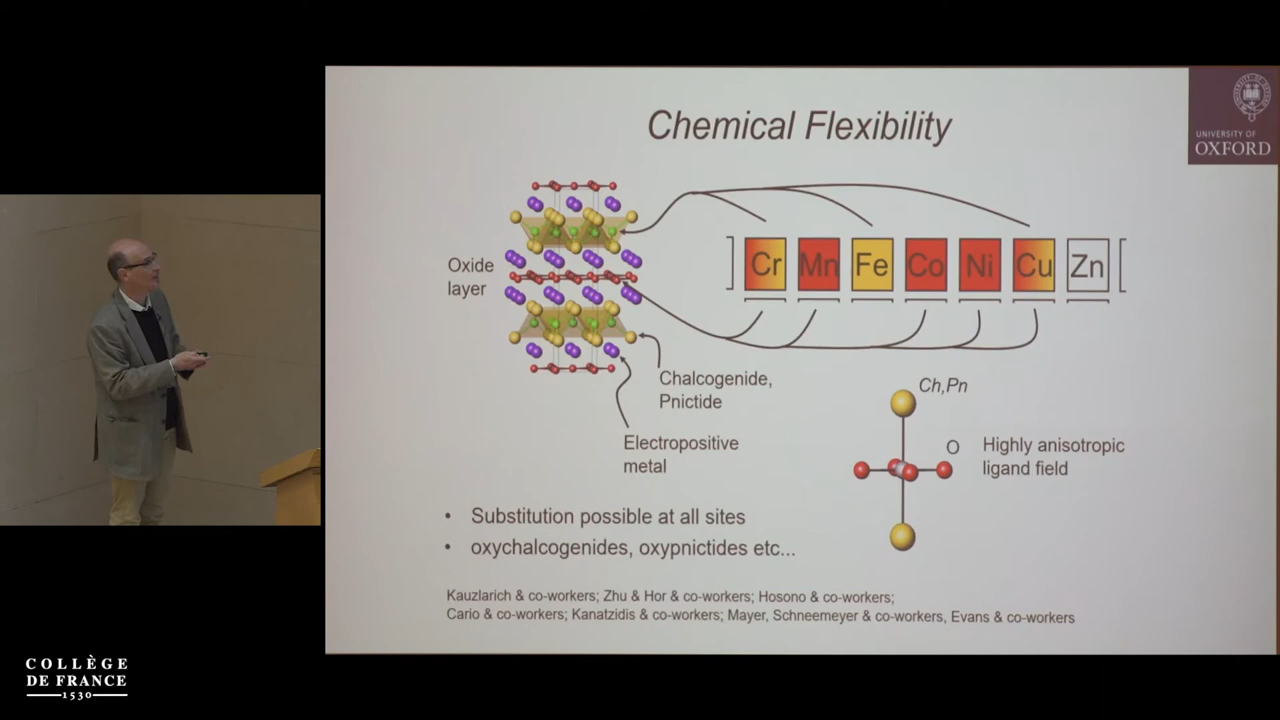 Chemical Flexibility
UNIVERSITY OF
OXFORD
Oxide
layer
] Cr Mn Fe Co Ni Cu Zn [
Chalcogenide,
Pnictide
Electropositive
metal
Ch,Pn
O
Highly anisotropic
ligand field
• Substitution possible at all sites
• oxychalcogenides, oxypnictides etc...
Kauzlarich & co-workers; Zhu & Hor & co-workers; Hosono & co-workers;
Cario & co-workers; Kanatzidis & co-workers; Mayer, Schneemeyer & co-workers, Evans & co-workers
COLLÈGE
DE FRANCE
1530